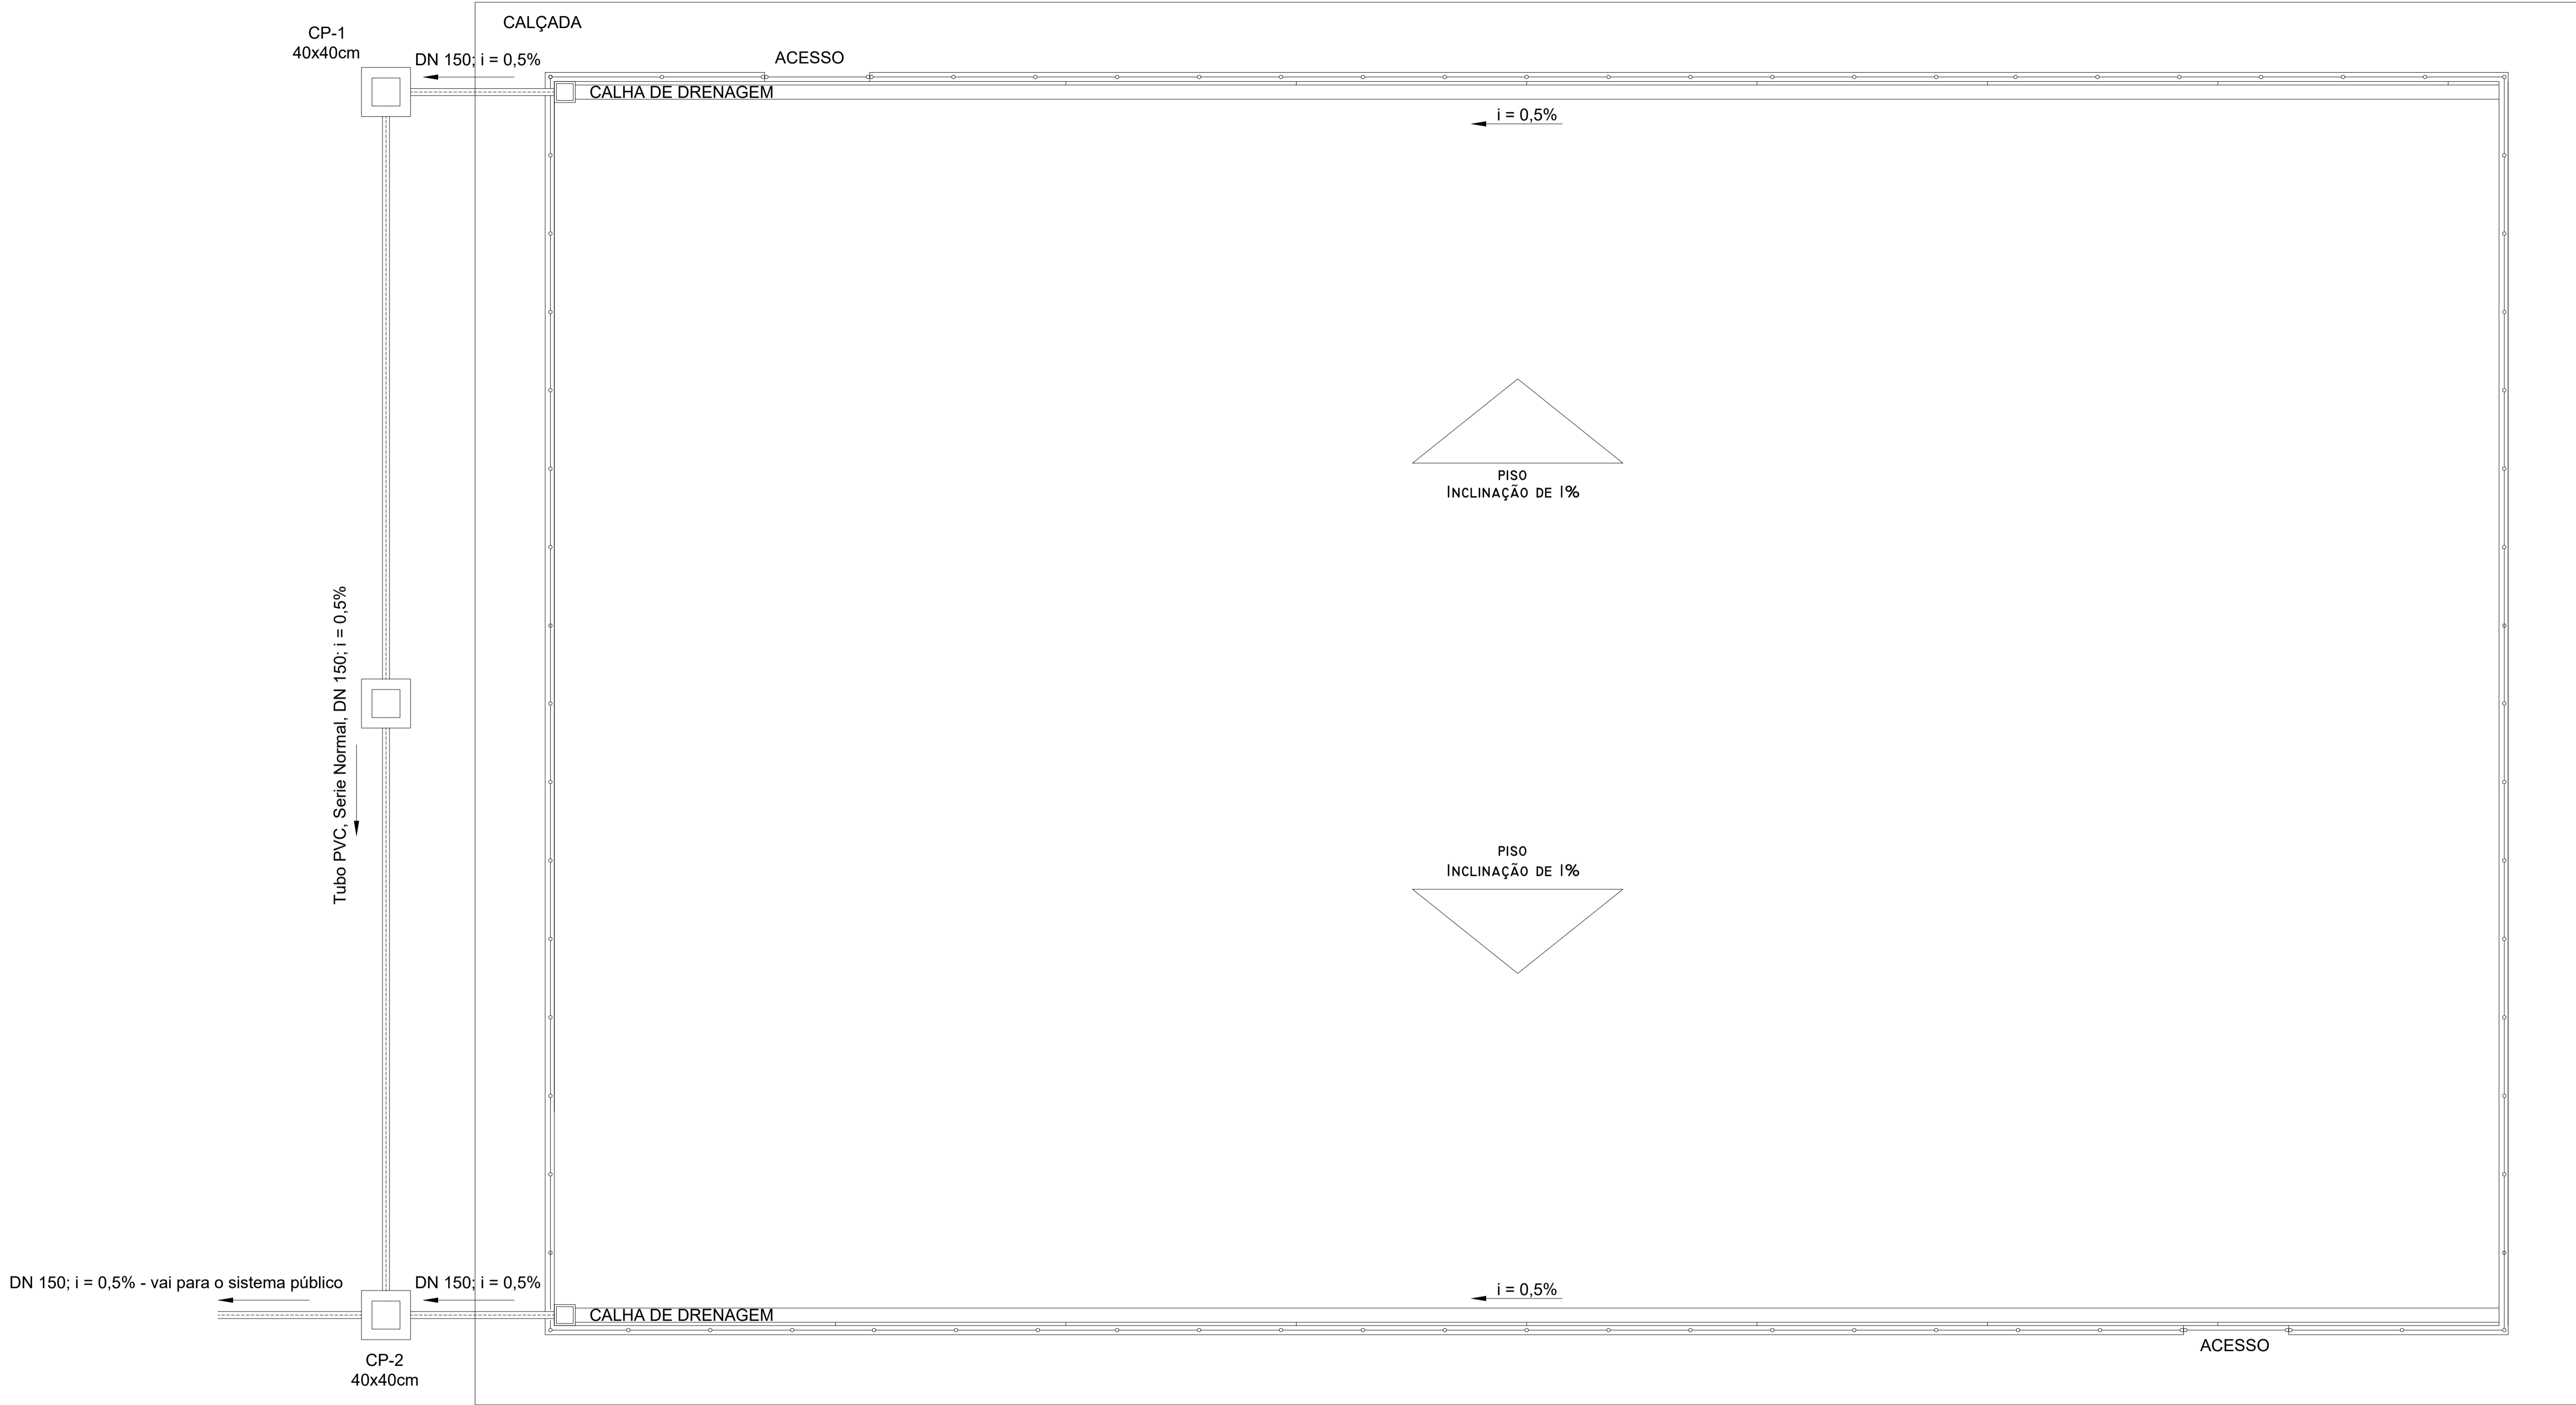 CALÇADA
CP-1
40x40cm
DN 150; i = 0,5%
ACESSO
CALHA DE DRENAGEM
i = 0,5%
PISO
INCLINAÇÃO DE 1%
Tubo PVC, Serie Normal, DN 150; i = 0,5%
PISO
INCLINAÇÃO DE 1%
DN 150; i = 0,5% - vai para o sistema público
DN 150; i = 0,5%
i = 0,5%
CALHA DE DRENAGEM
ACESSO
CP-2
40x40cm